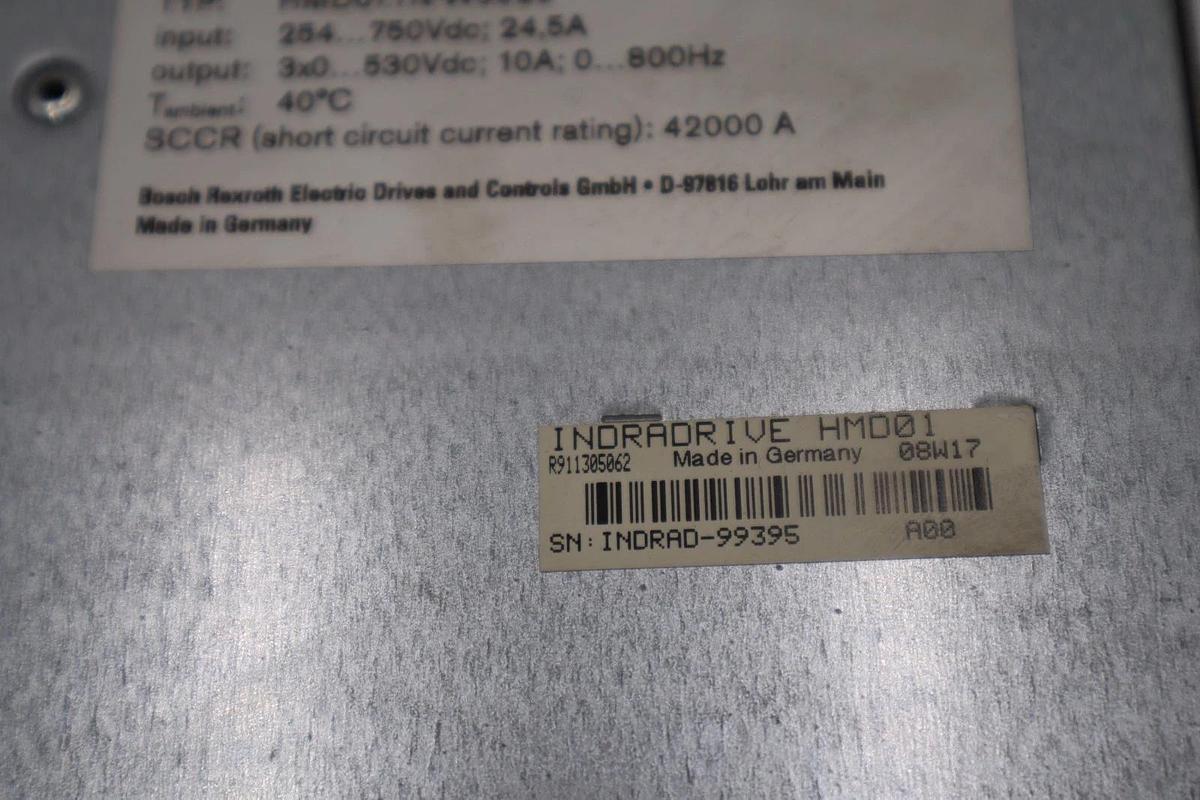 input: 254...750Vdc; 24,5A
output: 3x0...530Vdc; 10A; 0...800Hz
Tambient: 40°C
SCCR (short circuit current rating): 42000 A
Bosch Rexroth Electric Drives and Controls GmbH • D-97816 Lohr am Main
Made in Germany
INDRADRIVE HMD01
R911305062 Made in Germany 08W17
SN:INDRAD-99395 A00